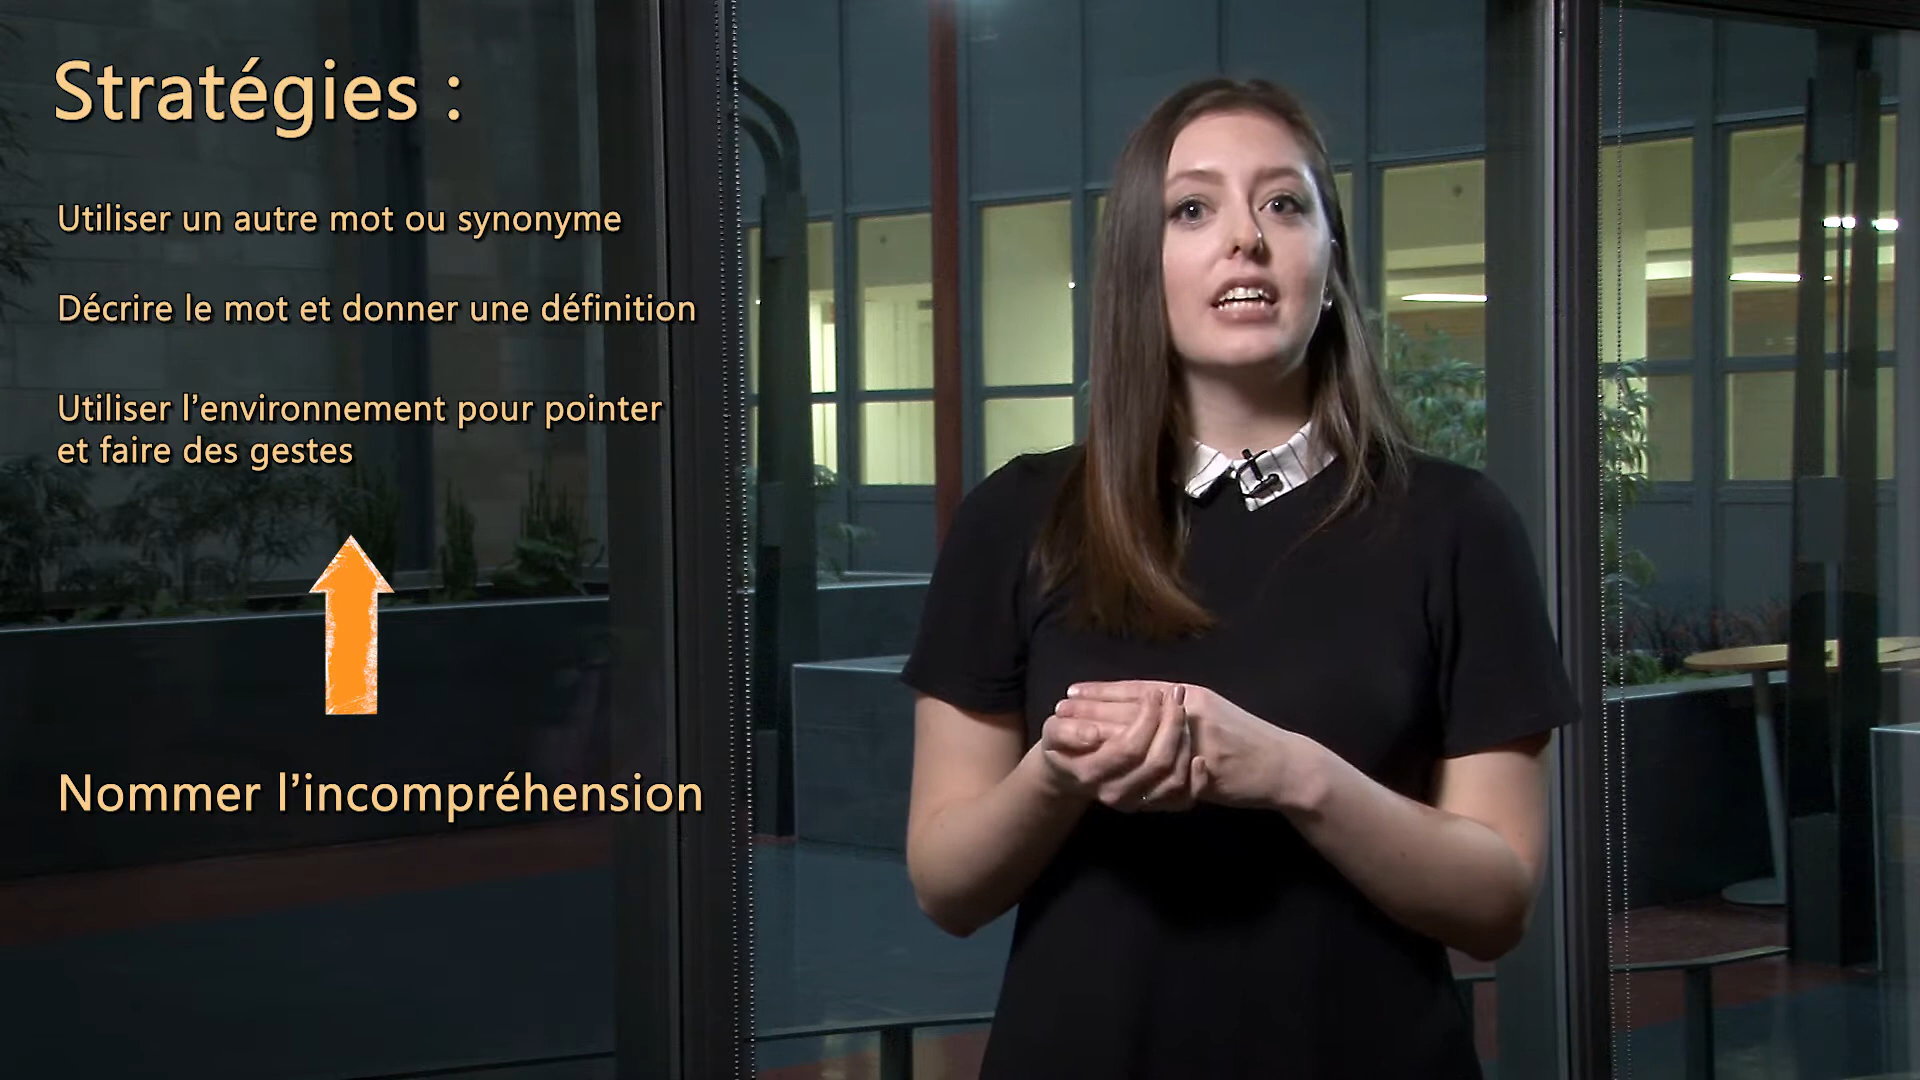 Stratégies :
Utiliser un autre mot ou synonyme
Décrire le mot et donner une définition
Utiliser l’environnement pour pointer
et faire des gestes
Nommer l’incompréhension